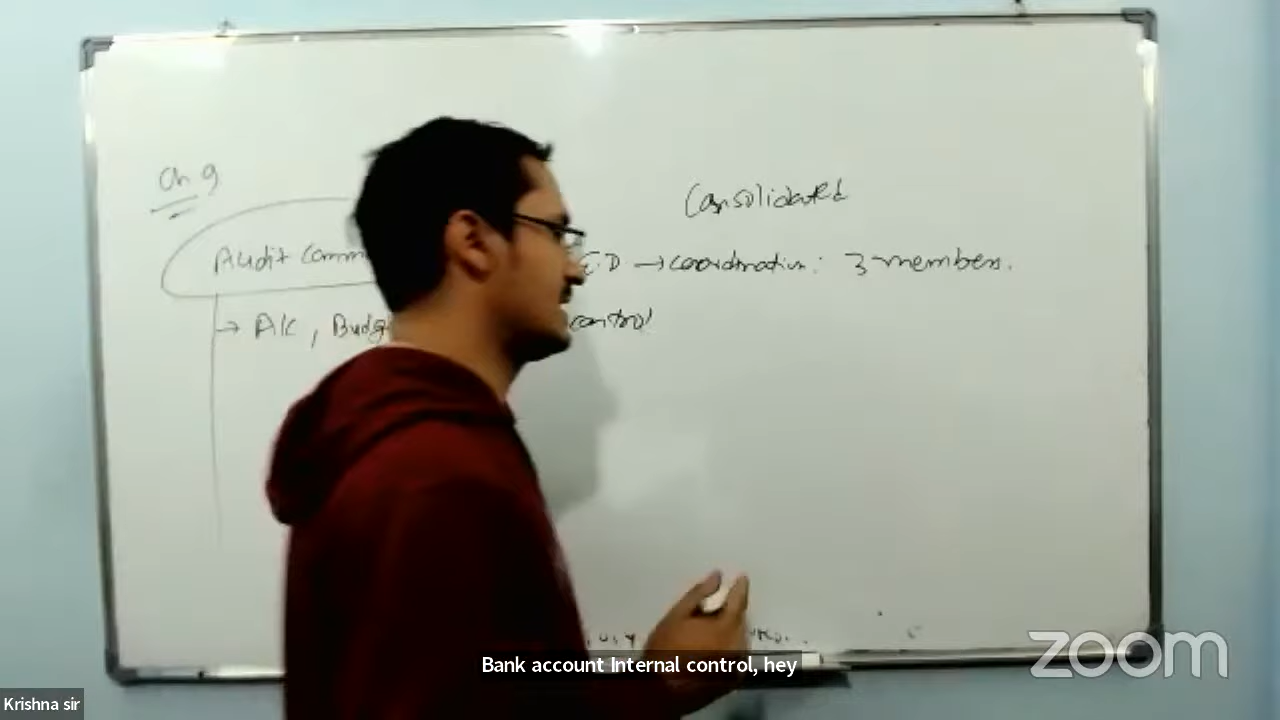 Ch. 9
Consolidated
Audit Comm
E.D → coordination: 3 members.
→ A/c, Budg
control
Bank account Internal control, hey
zoom
Krishna sir